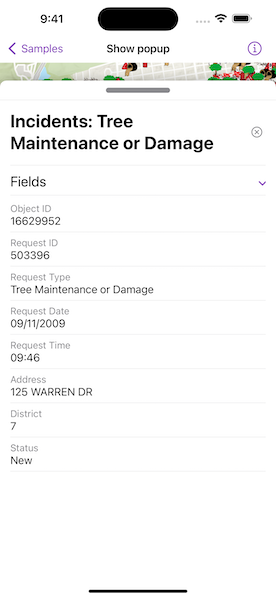 9:41
Samples
Show popup
Incidents: Tree
Maintenance or Damage
Fields
Object ID
16629952
Request ID
503396
Request Type
Tree Maintenance or Damage
Request Date
09/11/2009
Request Time
09:46
Address
125 WARREN DR
District
7
Status
New